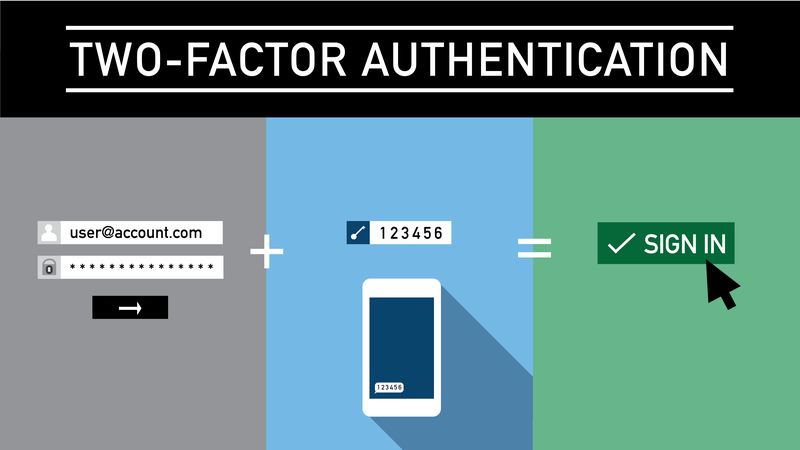 TWO-FACTOR AUTHENTICATION
user@account.com
* * * * * * * * * * * * * *
+
123456
123456
=
SIGN IN